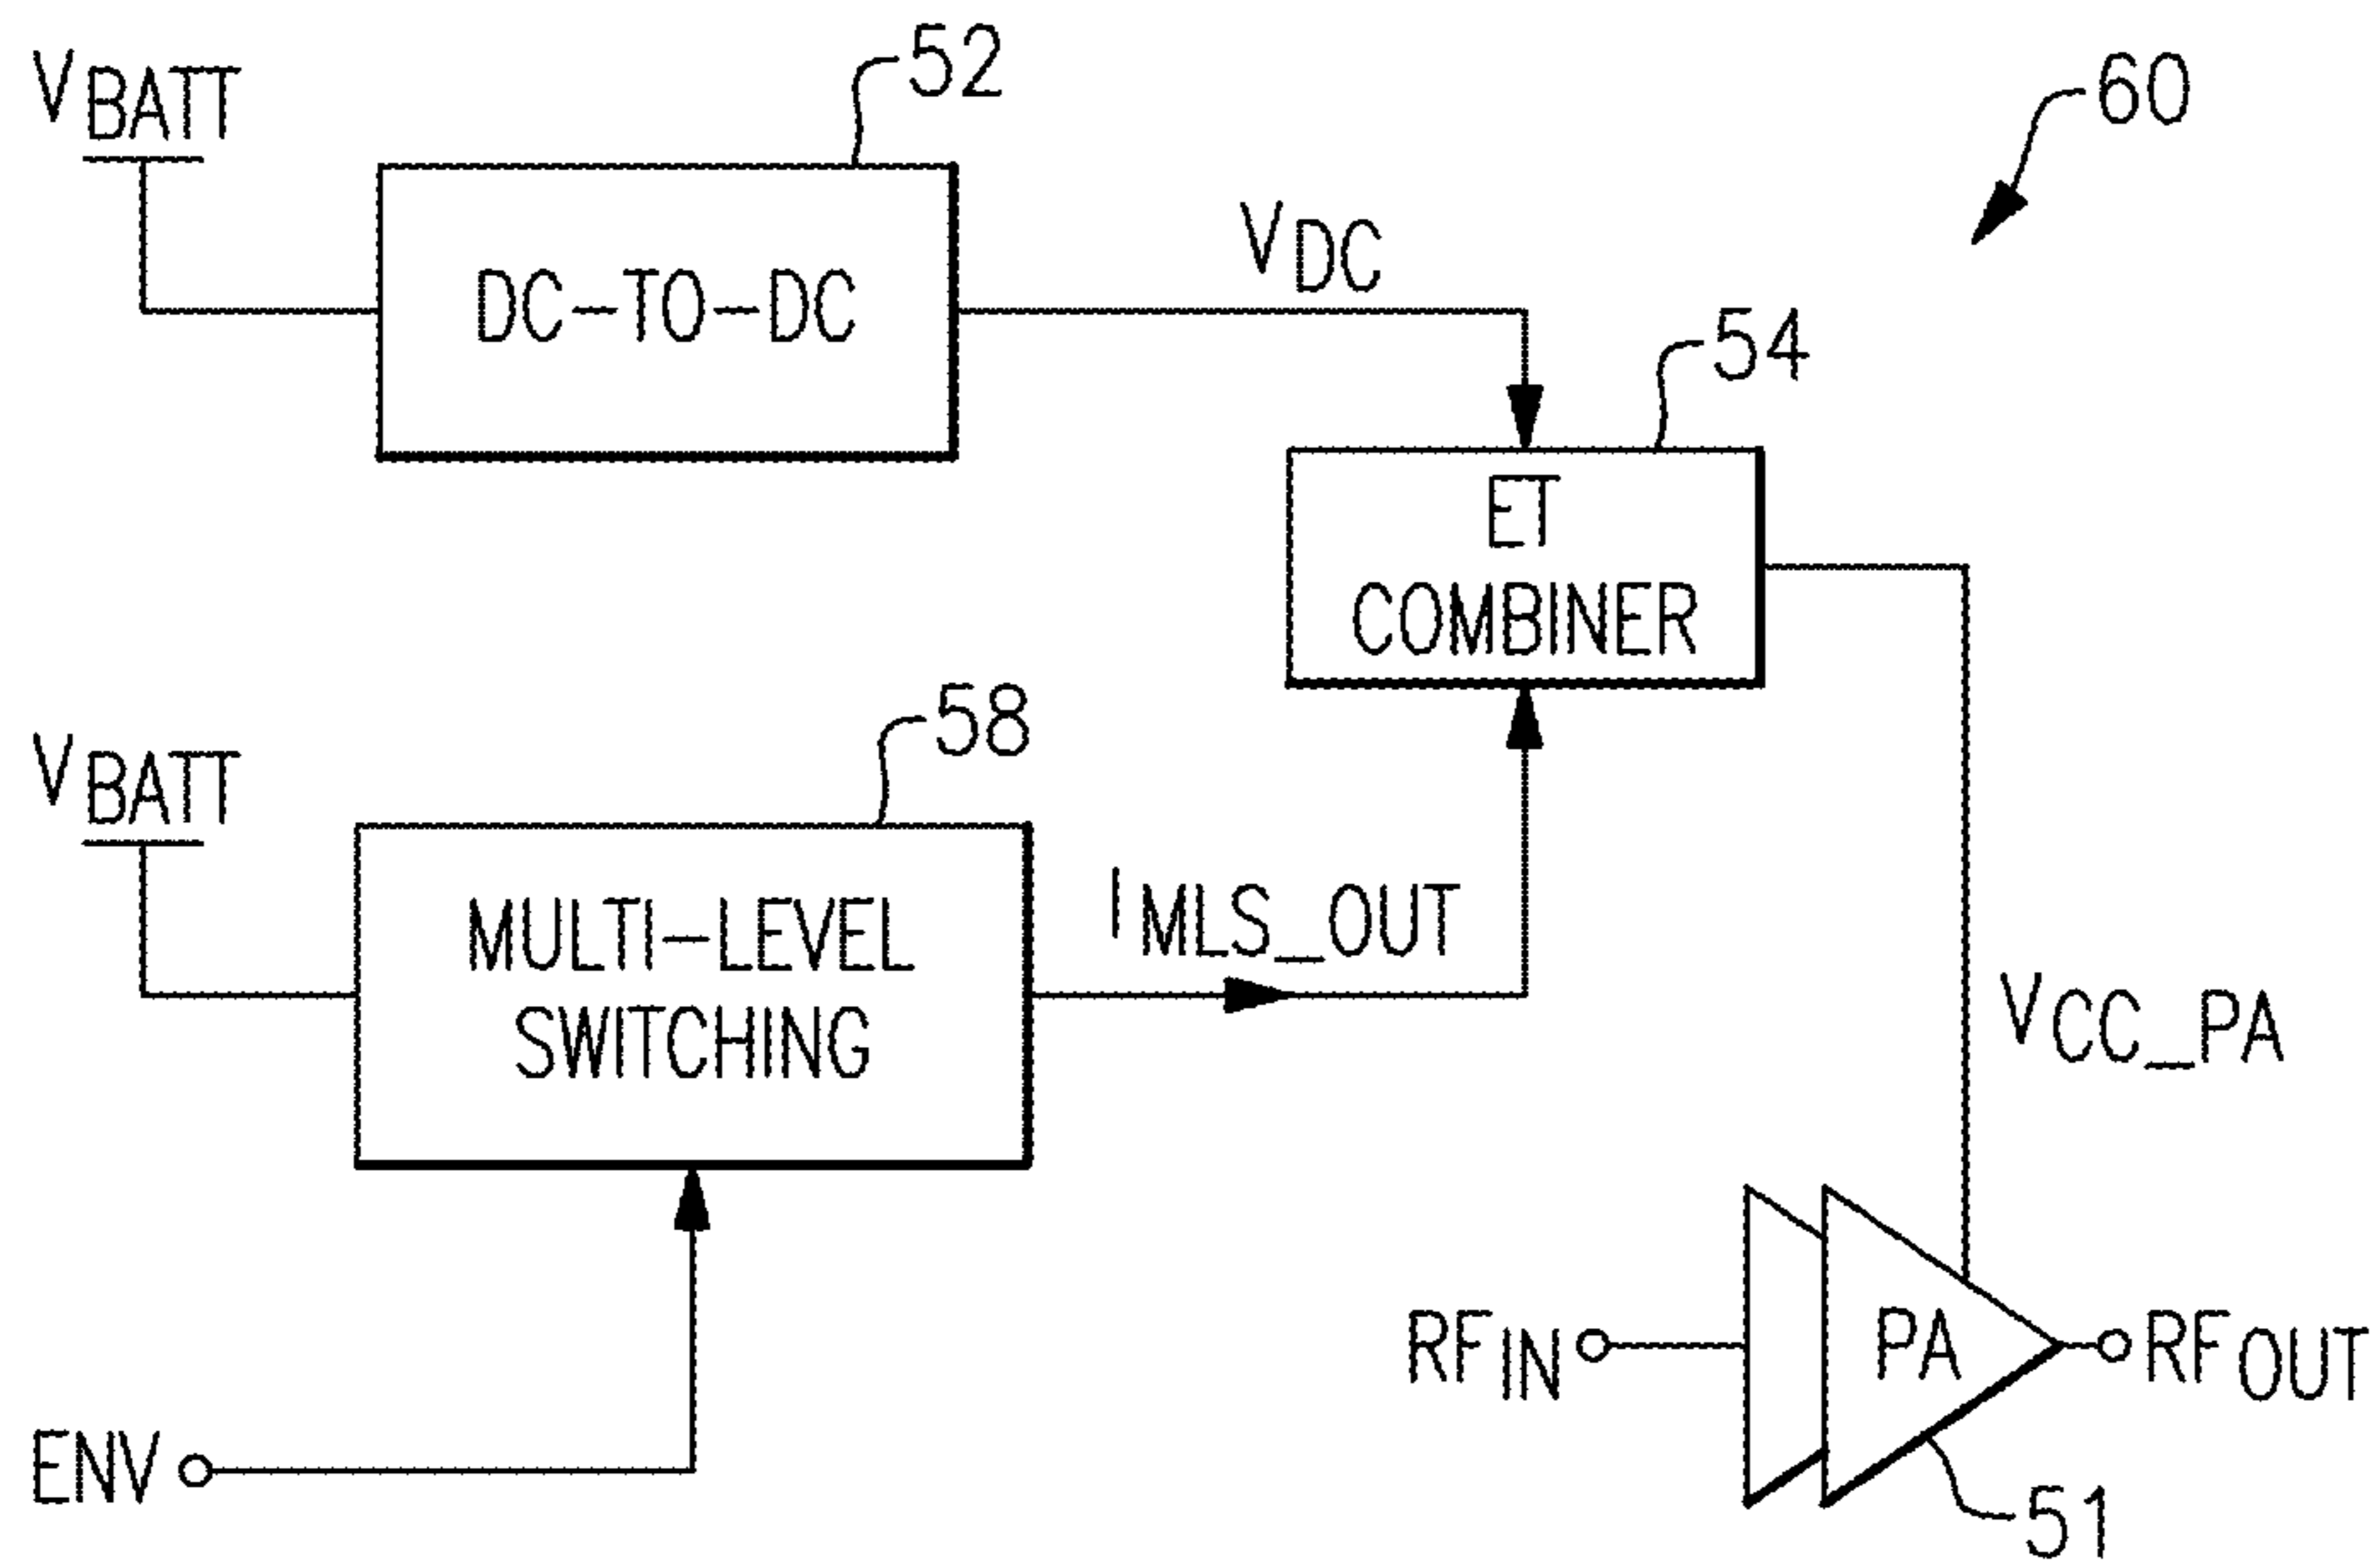 VBATT
52
60
DC-TO-DC
VDC
54
ET
COMBINER
VBATT
58
MULTI-LEVEL
SWITCHING
IMLS_OUT
VCC_PA
RFIN
PA
RFOUT
ENV
51